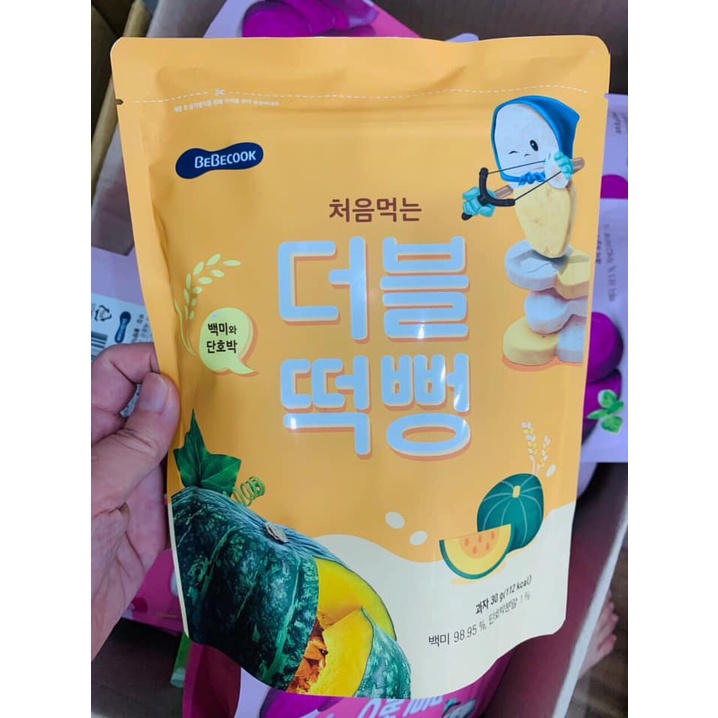 BEBECOOK
처음먹는
더블
떡뻥
백미와
단호박
과자 30 g(112 kcal)
백미 98.95 %, 단호박분말 1 %